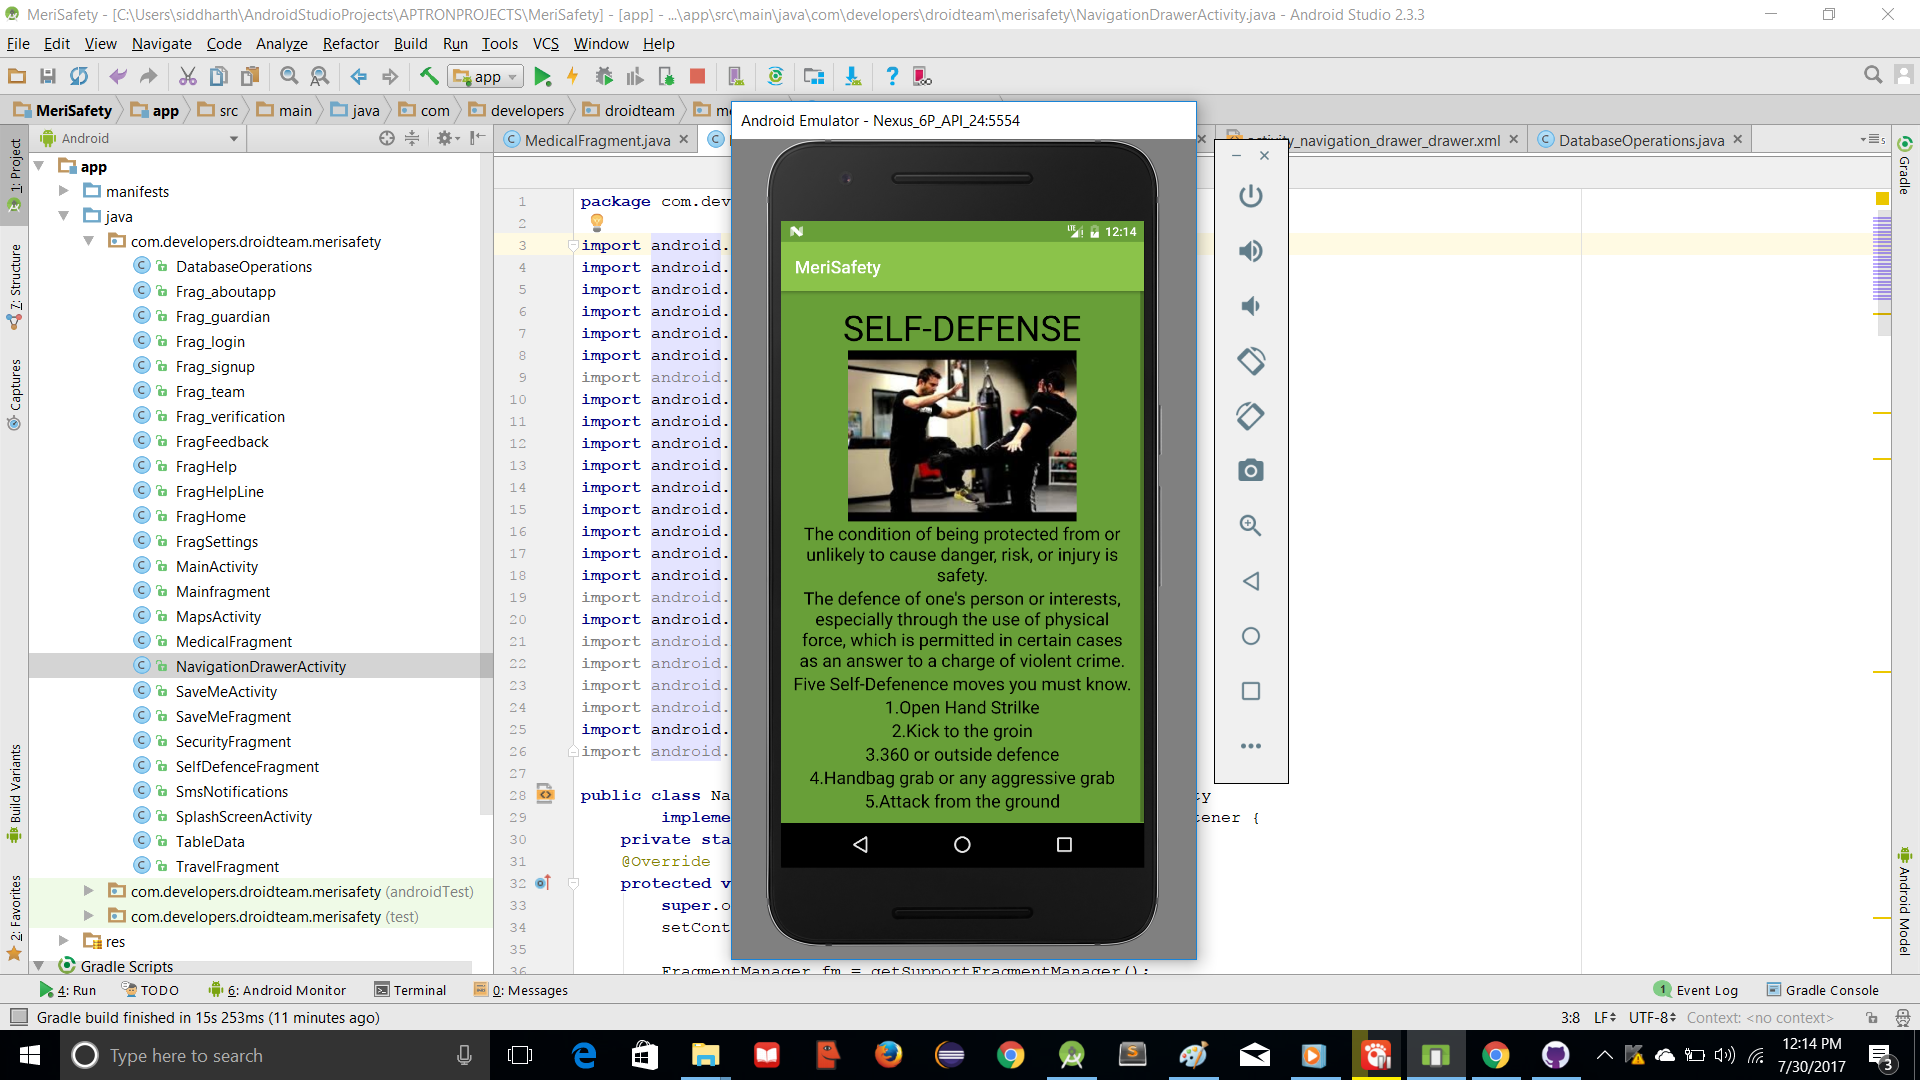 MeriSafety - [C:\Users\siddharth\AndroidStudioProjects\APTRONPROJECTS\MeriSafety] - [app] - ...\app\src\main\java\com\developers\droidteam\merisafety\NavigationDrawerActivity.java - Android Studio 2.3.3
File Edit View Navigate Code Analyze Refactor Build Run Tools VCS Window Help
app
MeriSafety app src main java com developers droidteam
Android Emulator - Nexus_6P_API_24:5554
Android
MedicalFragment.java
activity_navigation_drawer_drawer.xml
DatabaseOperations.java
1: Project
7: Structure
Captures
Build Variants
2: Favorites
Gradle
Android Model
app
manifests
java
com.developers.droidteam.merisafety
DatabaseOperations
Frag_aboutapp
Frag_guardian
Frag_login
Frag_signup
Frag_team
Frag_verification
FragFeedback
FragHelp
FragHelpLine
FragHome
FragSettings
MainActivity
Mainfragment
MapsActivity
MedicalFragment
NavigationDrawerActivity
SaveMeActivity
SaveMeFragment
SecurityFragment
SelfDefenceFragment
SmsNotifications
SplashScreenActivity
TableData
TravelFragment
com.developers.droidteam.merisafety (androidTest)
com.developers.droidteam.merisafety (test)
res
Gradle Scripts
1 package com.dev
2
3 import android.
4 import android.
5 import android.
6 import android.
7 import android.
8 import android.
9 import android.
10 import android.
11 import android.
12 import android.
13 import android.
14 import android.
15 import android.
16 import android.
17 import android.
18 import android.
19 import android.
20 import android.
21 import android.
22 import android.
23 import android.
24 import android.
25 import android.
26 import android.
27
28 public class Na
29 impleme tener {
30 private sta
31 @Override
32 protected v
33 super.o
34 setCont
35
36 FragmentManager fm = getSupportFragmentManager();
LTE 12:14
MeriSafety
SELF-DEFENSE
The condition of being protected from or
unlikely to cause danger, risk, or injury is
safety.
The defence of one's person or interests,
especially through the use of physical
force, which is permitted in certain cases
as an answer to a charge of violent crime.
Five Self-Defenence moves you must know.
1.Open Hand Strilke
2.Kick to the groin
3.360 or outside defence
4.Handbag grab or any aggressive grab
5.Attack from the ground
4: Run TODO 6: Android Monitor Terminal 0: Messages 1 Event Log Gradle Console
Gradle build finished in 15s 253ms (11 minutes ago) 3:8 LF UTF-8 Context: <no context>
Type here to search
12:14 PM
7/30/2017
3